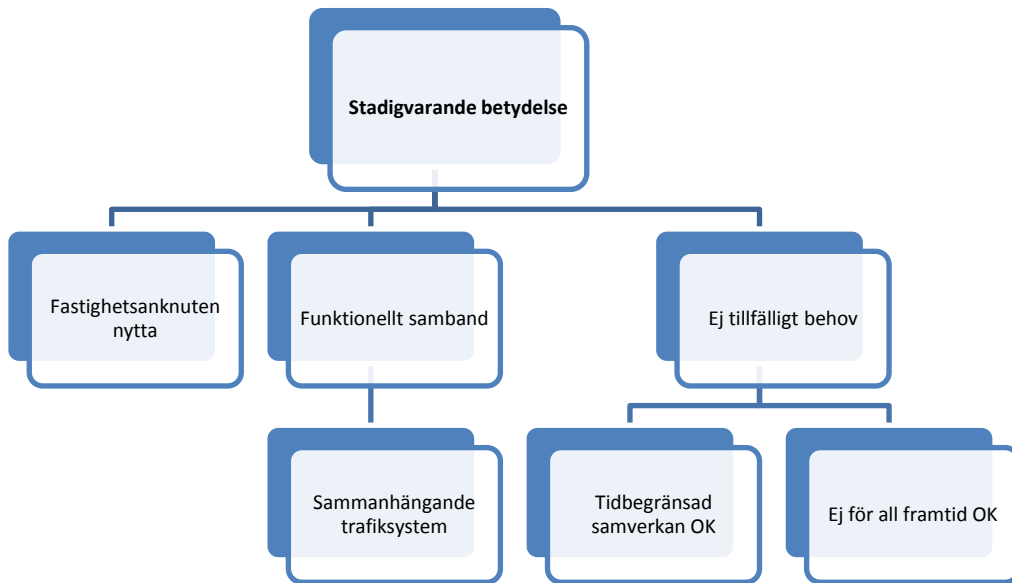 Stadigvarande betydelse
Fastighetsanknuten
nytta
Funktionellt samband
Ej tillfälligt behov
Sammanhängande
trafiksystem
Tidbegränsad
samverkan OK
Ej för all framtid OK